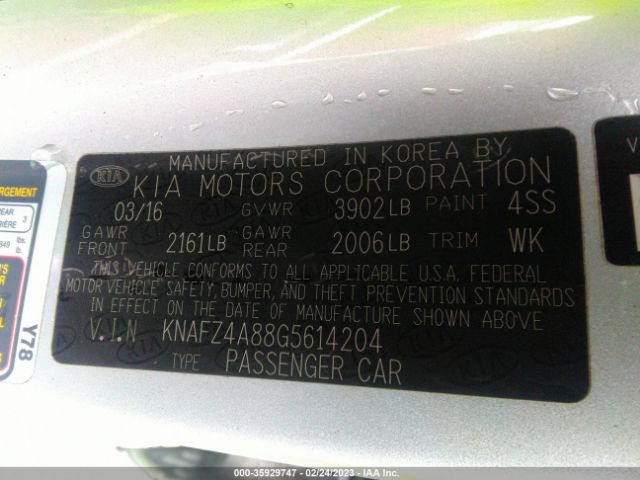 MANUFACTURED IN KOREA BY
KIA KIA MOTORS CORPORATION
03/16 GVWR 3902LB PAINT 4SS
GAWR FRONT 2161LB GAWR REAR 2006LB TRIM WK
THIS VEHICLE CONFORMS TO ALL APPLICABLE U.S.A. FEDERAL
MOTOR VEHICLE SAFETY, BUMPER, AND THEFT PREVENTION STANDARDS
IN EFFECT ON THE DATE OF MANUFACTURE SHOWN ABOVE
V.I.N KNAFZ4A88G5614204
TYPE PASSENGER CAR
Y78
000-35929747 - 02/24/2023 - IAA Inc.